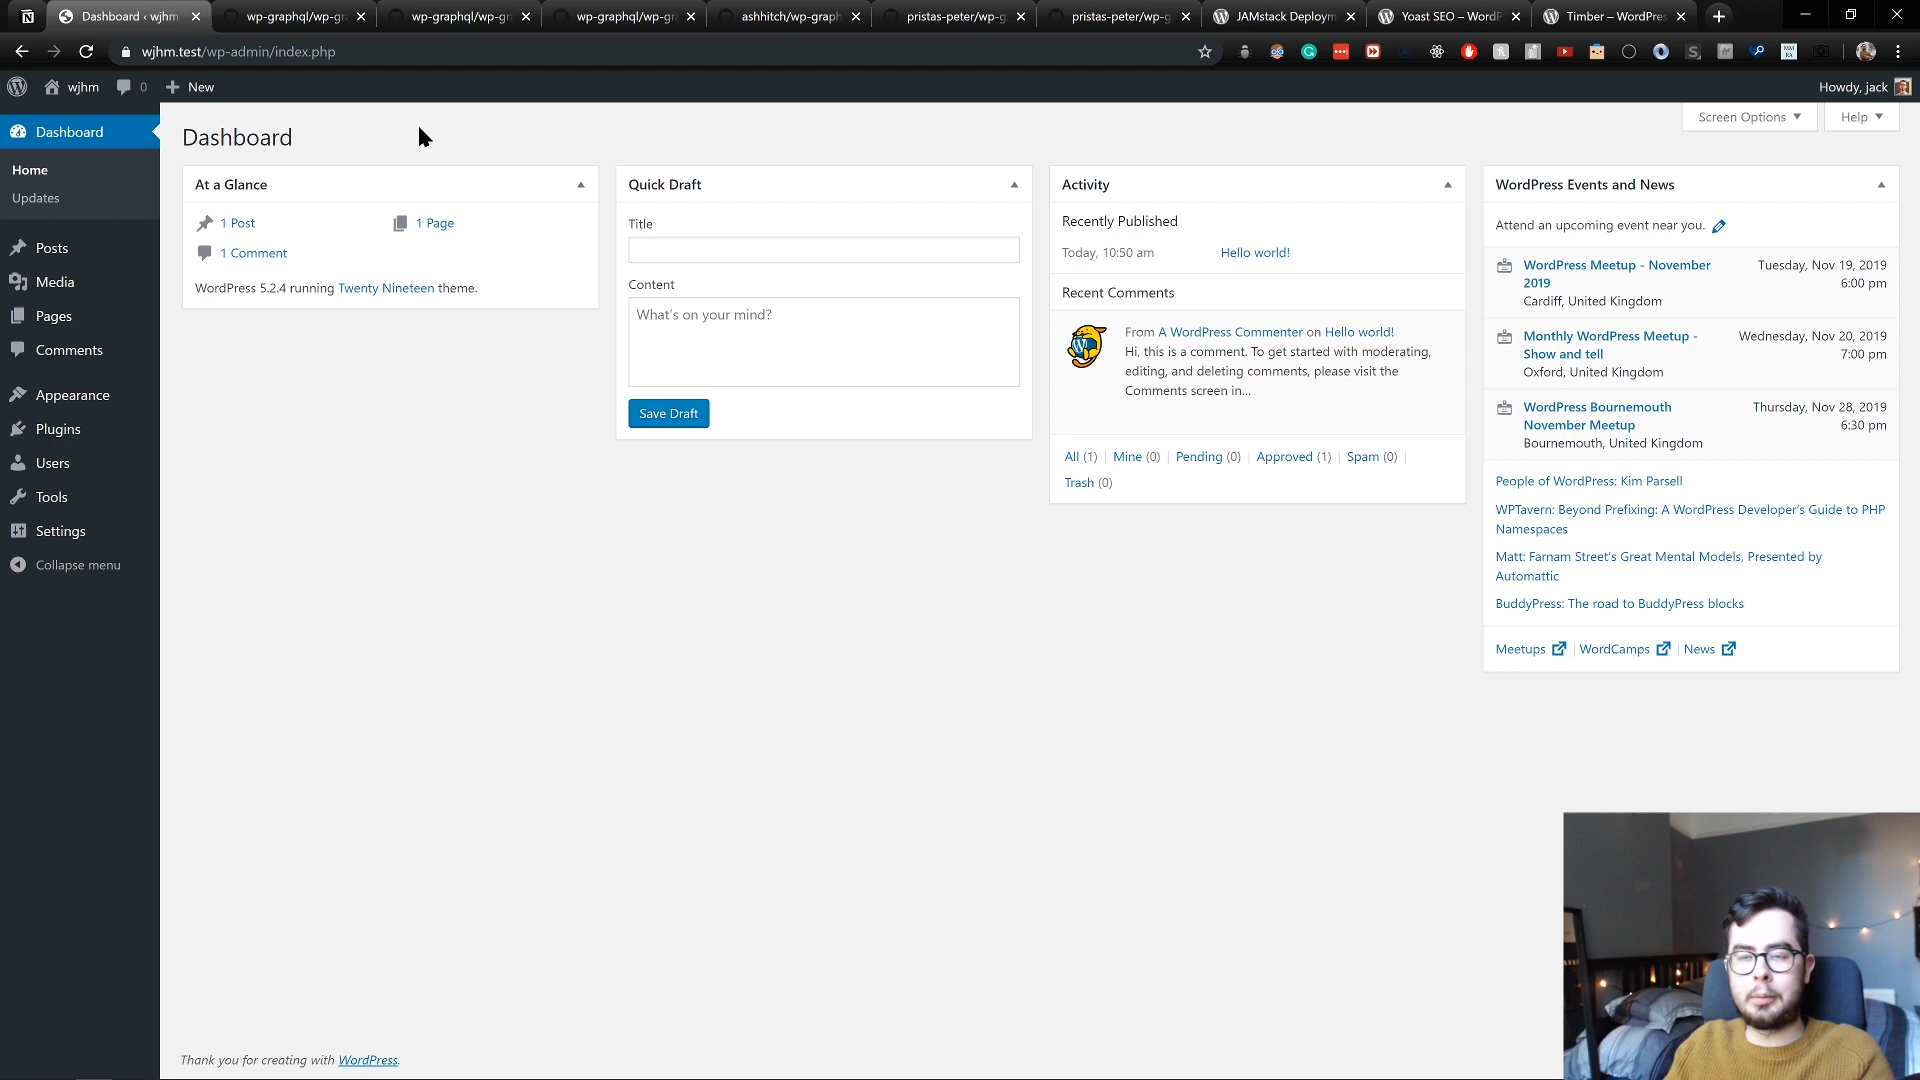 Dashboard ‹ wjhm
wp-graphql/wp-gr
wp-graphql/wp-gr
wp-graphql/wp-gr
ashhitch/wp-graph
pristas-peter/wp-g
pristas-peter/wp-g
JAMstack Deploym
Yoast SEO – WordP
Timber – WordPres
wjhm.test/wp-admin/index.php
wjhm
0
New
Howdy, jack
Dashboard
Home
Updates
Posts
Media
Pages
Comments
Appearance
Plugins
Users
Tools
Settings
Collapse menu
Dashboard
Screen Options
Help
At a Glance
1 Post
1 Page
1 Comment
WordPress 5.2.4 running Twenty Nineteen theme.
Quick Draft
Title
Content
What's on your mind?
Save Draft
Activity
Recently Published
Today, 10:50 am
Hello world!
Recent Comments
From A WordPress Commenter on Hello world!
Hi, this is a comment. To get started with moderating,
editing, and deleting comments, please visit the
Comments screen in…
All (1) | Mine (0) | Pending (0) | Approved (1) | Spam (0) |
Trash (0)
WordPress Events and News
Attend an upcoming event near you.
WordPress Meetup - November
2019
Cardiff, United Kingdom
Tuesday, Nov 19, 2019
6:00 pm
Monthly WordPress Meetup -
Show and tell
Oxford, United Kingdom
Wednesday, Nov 20, 2019
7:00 pm
WordPress Bournemouth
November Meetup
Bournemouth, United Kingdom
Thursday, Nov 28, 2019
6:30 pm
People of WordPress: Kim Parsell
WPTavern: Beyond Prefixing: A WordPress Developer's Guide to PHP
Namespaces
Matt: Farnam Street's Great Mental Models, Presented by
Automattic
BuddyPress: The road to BuddyPress blocks
Meetups | WordCamps | News
Thank you for creating with WordPress.